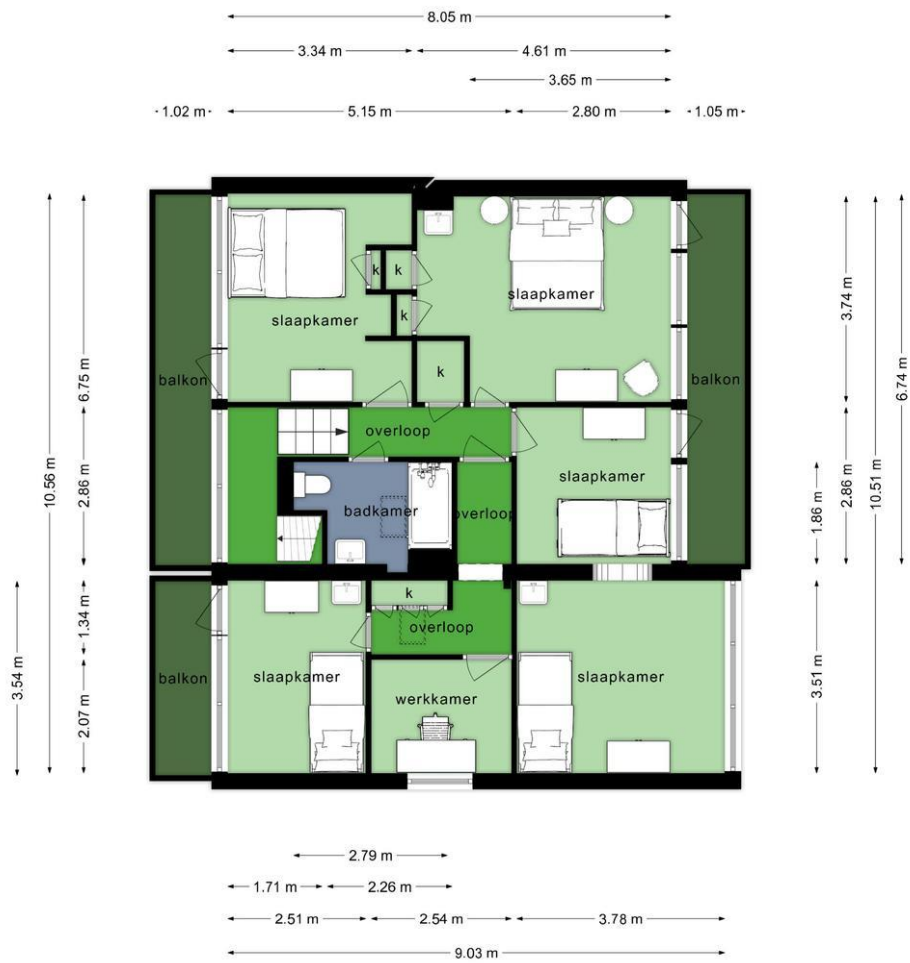 8.05 m
3.34 m
4.61 m
3.65 m
1.02 m
5.15 m
2.80 m
1.05 m
k
k
slaapkamer
k
slaapkamer
k
balkon
balkon
overloop
slaapkamer
badkamer
overloop
k
overloop
balkon
slaapkamer
slaapkamer
werkkamer
10.56 m
6.75 m
2.86 m
3.54 m
1.34 m
2.07 m
3.74 m
2.86 m
1.86 m
3.51 m
10.51 m
6.74 m
2.79 m
1.71 m
2.26 m
2.51 m
2.54 m
3.78 m
9.03 m